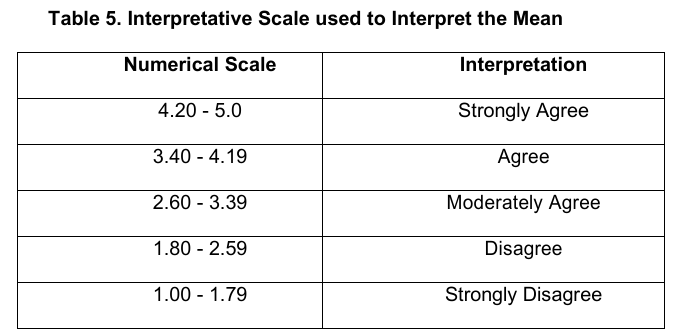 Table 5. Interpretative Scale used to Interpret the Mean
Numerical Scale Interpretation
4.20 - 5.0 Strongly Agree
3.40 - 4.19 Agree
2.60 - 3.39 Moderately Agree
1.80 - 2.59 Disagree
1.00 - 1.79 Strongly Disagree